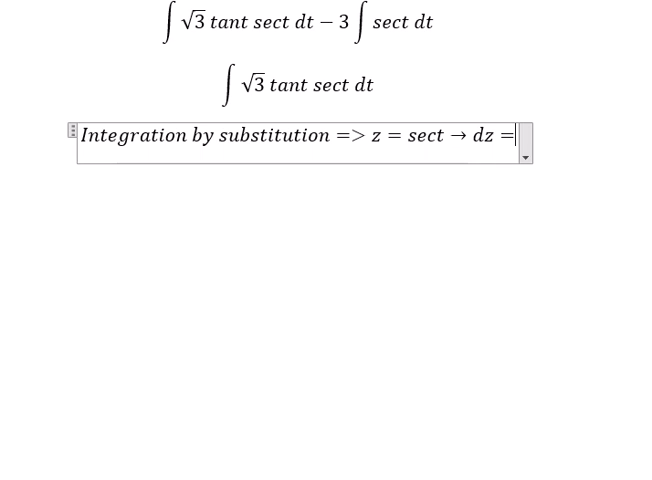 ∫ √3 tant sect dt − 3 ∫ sect dt
∫ √3 tant sect dt
Integration by substitution => z = sect → dz =